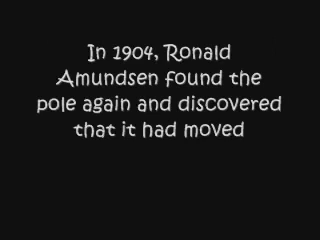 In 1904, Ronald
Amundsen found the
pole again and discovered
that it had moved